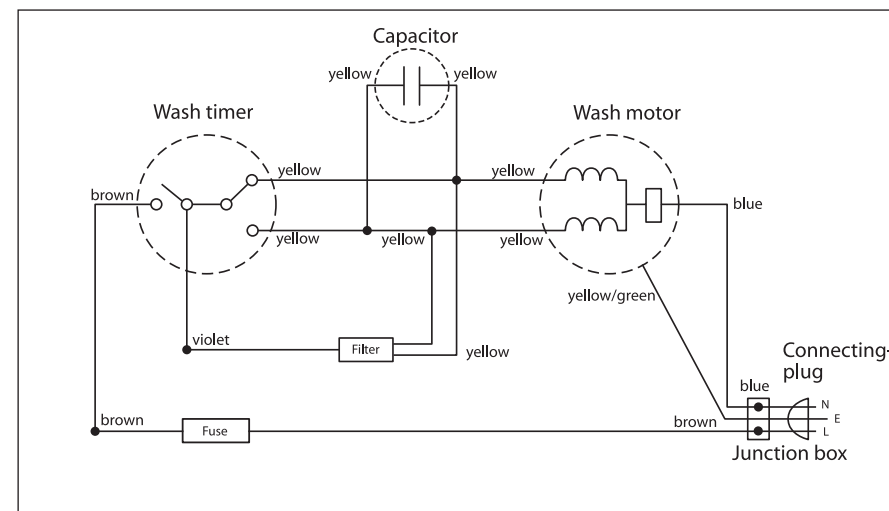 Capacitor
yellow
yellow
Wash timer
Wash motor
yellow
yellow
brown
blue
yellow
yellow
yellow
yellow/green
violet
Filter
yellow
Connecting-
plug
blue
N
brown
E
Fuse
brown
L
Junction box